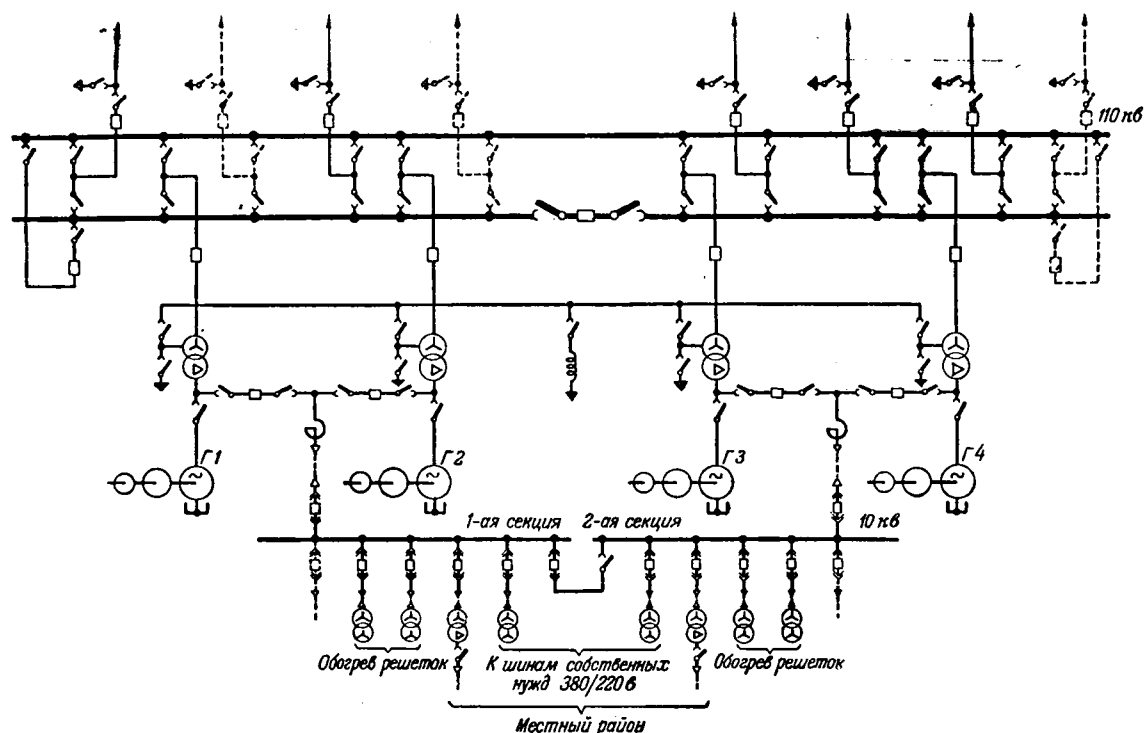 110 кв
Г1
Г2
Г3
Г4
1-ая секция
2-ая секция
10 кв
Обогрев решеток
К шинам собственных
нужд 380/220 в
Обогрев решеток
Местный район